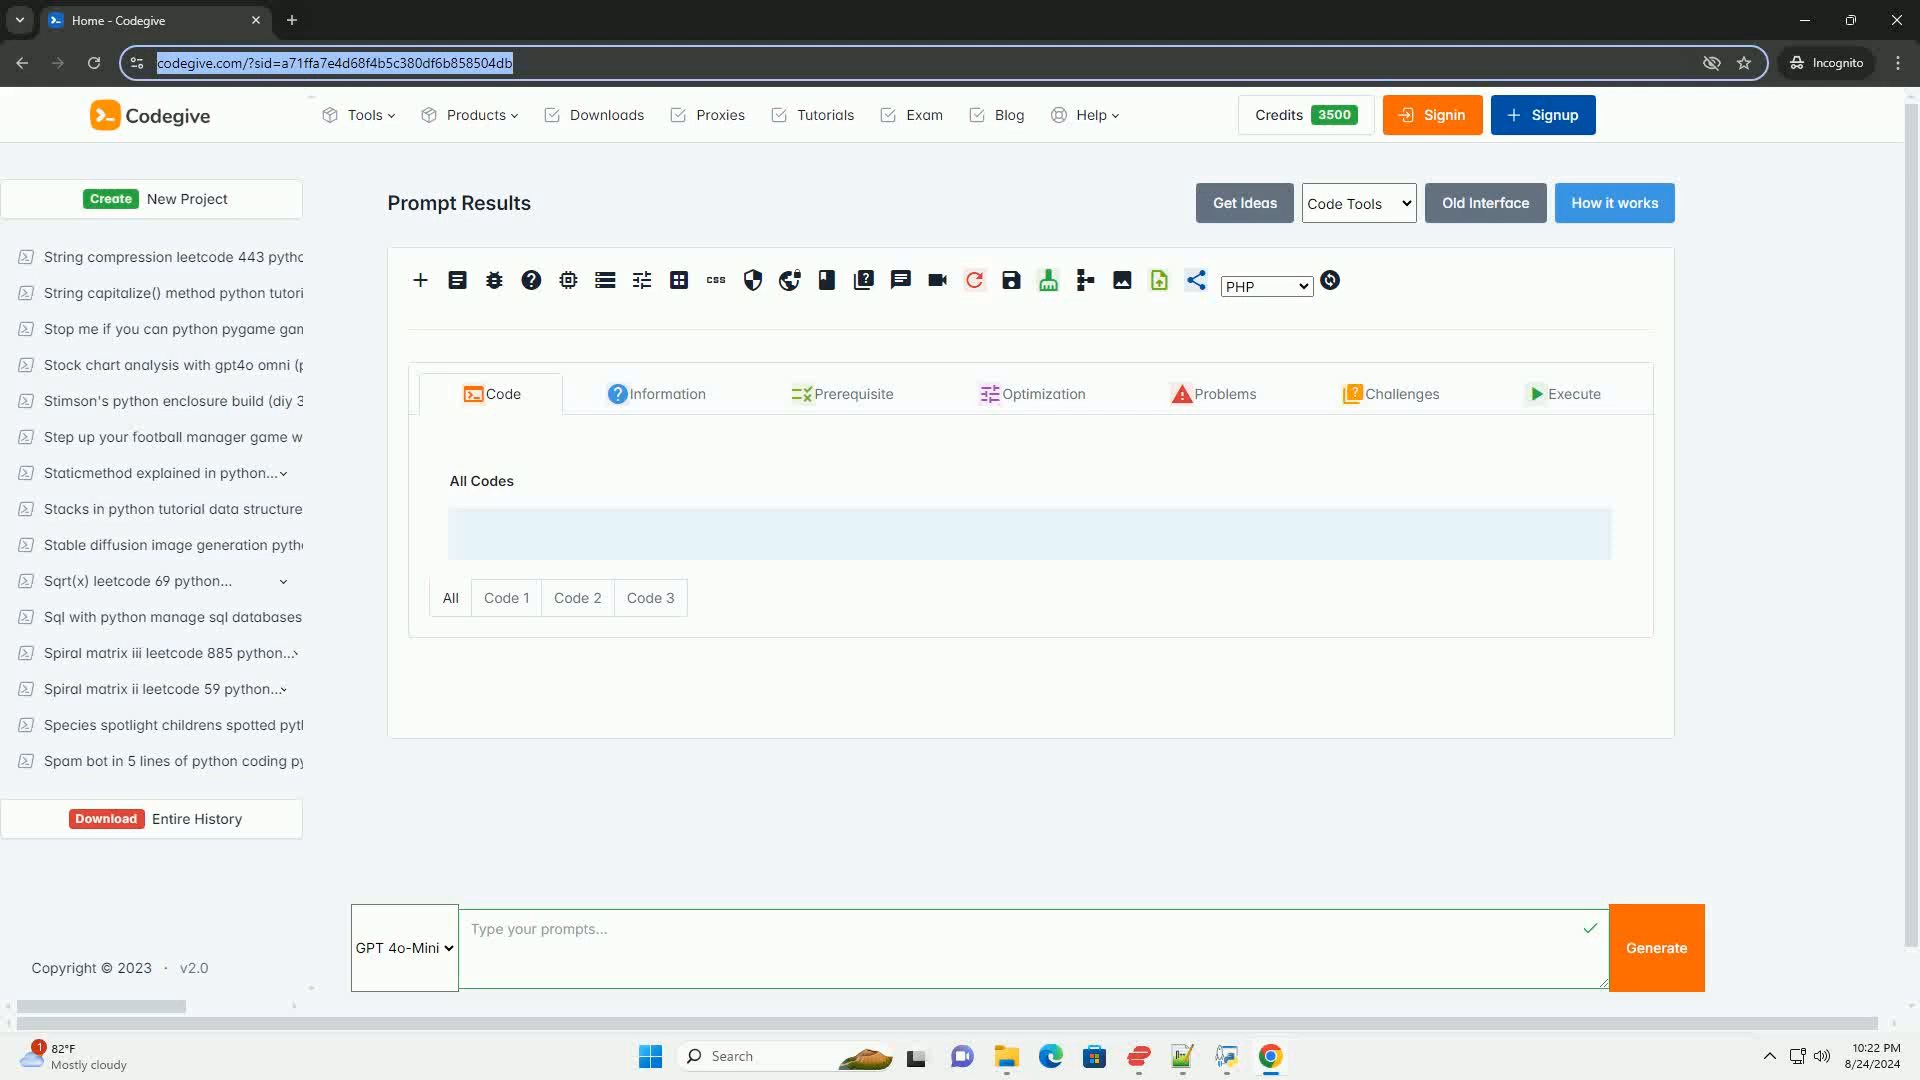 Home - Codegive
codegive.com/?sid=a71ffa7e4d68f4b5c380df6b858504db
Incognito
Codegive
Tools
Products
Downloads
Proxies
Tutorials
Exam
Blog
Help
Credits 3500
Signin
Signup
Create New Project
String compression leetcode 443 pytho
String capitalize() method python tutori
Stop me if you can python pygame gan
Stock chart analysis with gpt4o omni (p
Stimson's python enclosure build (diy 3
Step up your football manager game w
Staticmethod explained in python...
Stacks in python tutorial data structure
Stable diffusion image generation pyth
Sqrt(x) leetcode 69 python...
Sql with python manage sql databases
Spiral matrix iii leetcode 885 python...
Spiral matrix ii leetcode 59 python...
Species spotlight childrens spotted pytl
Spam bot in 5 lines of python coding py
Download Entire History
Copyright © 2023 · v2.0
Prompt Results
Get Ideas
Code Tools
Old Interface
How it works
css
PHP
Code
Information
Prerequisite
Optimization
Problems
Challenges
Execute
All Codes
All
Code 1
Code 2
Code 3
GPT 4o-Mini
Type your prompts...
Generate
1
82°F
Mostly cloudy
Search
10:22 PM
8/24/2024